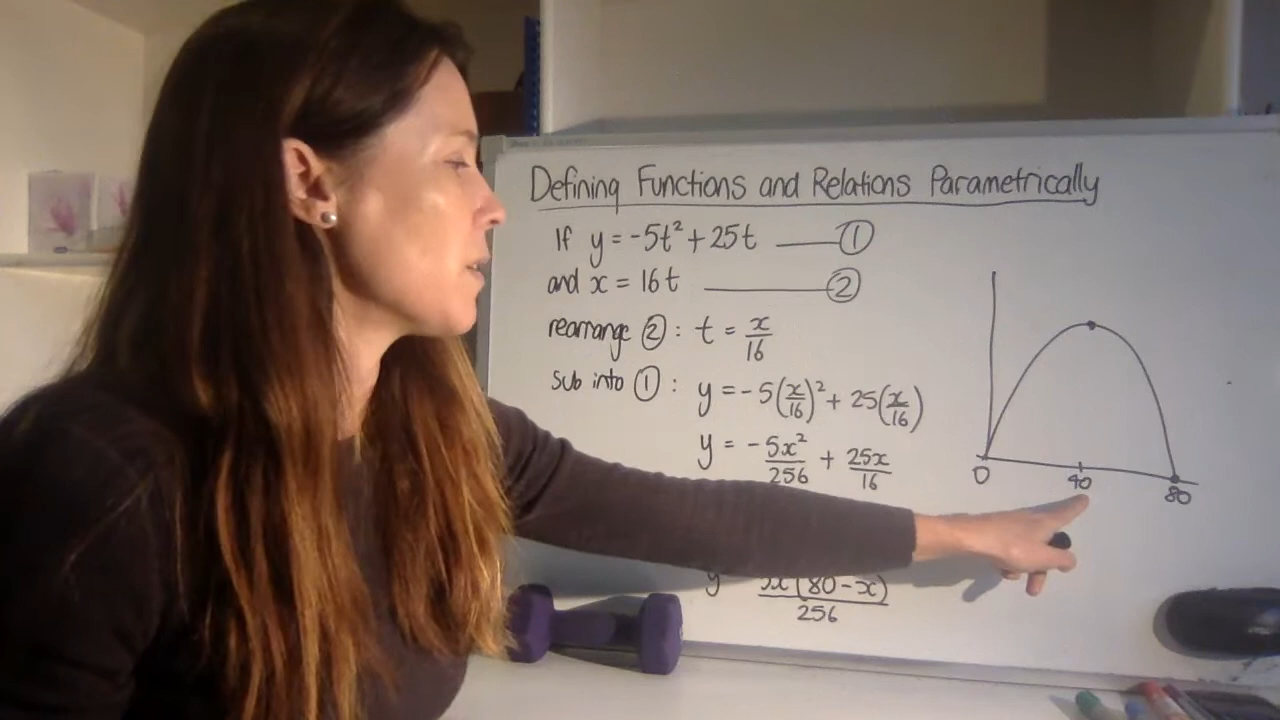 Defining Functions and Relations Parametrically
If y = -5t² + 25t ——— ①
and x = 16t ——— ②
rearrange ② : t = x/16
sub into ① : y = -5(x/16)² + 25(x/16)
y = -5x²/256 + 25x/16
y (80-x)/256
0 40 80